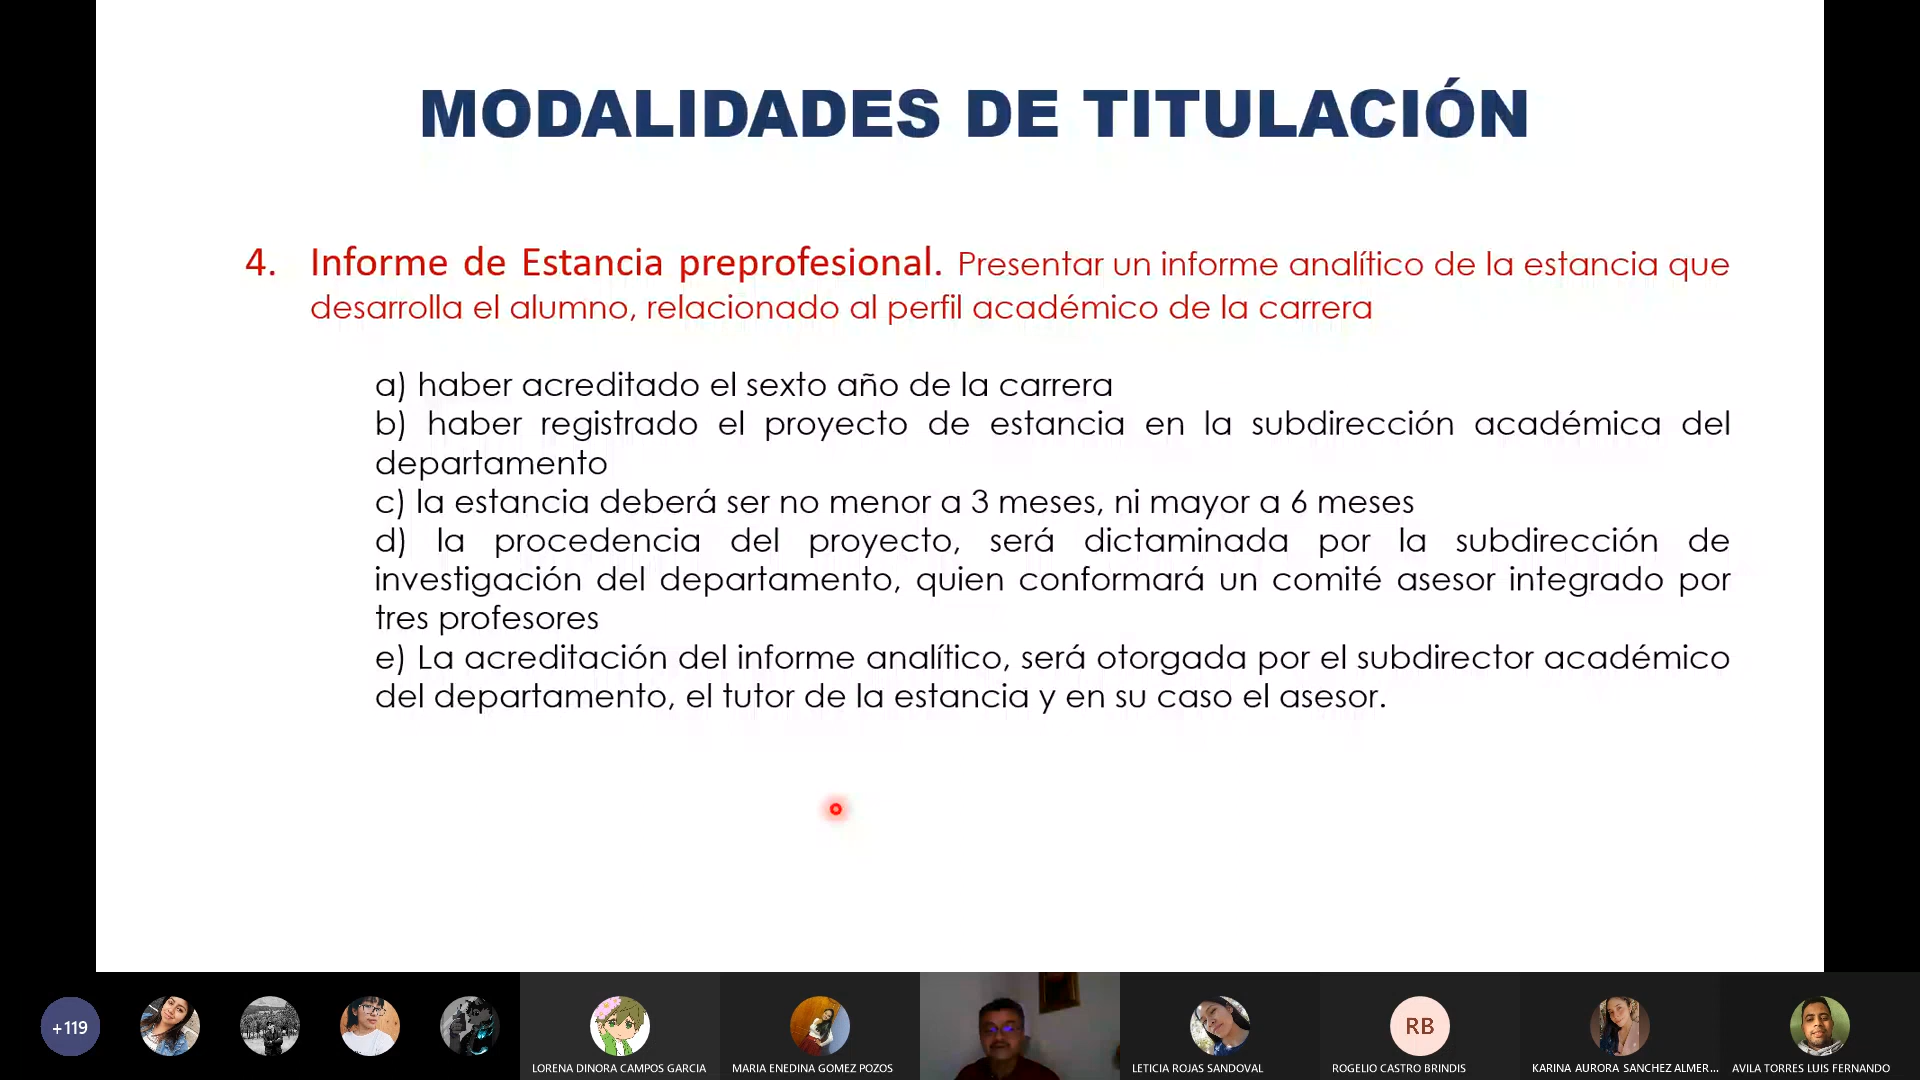 MODALIDADES DE TITULACIÓN
4. Informe de Estancia preprofesional. Presentar un informe analítico de la estancia que
desarrolla el alumno, relacionado al perfil académico de la carrera
a) haber acreditado el sexto año de la carrera
b) haber registrado el proyecto de estancia en la subdirección académica del
departamento
c) la estancia deberá ser no menor a 3 meses, ni mayor a 6 meses
d) la procedencia del proyecto, será dictaminada por la subdirección de
investigación del departamento, quien conformará un comité asesor integrado por
tres profesores
e) La acreditación del informe analítico, será otorgada por el subdirector académico
del departamento, el tutor de la estancia y en su caso el asesor.
+119
RB
LORENA DINORA CAMPOS GARCIA
MARIA ENEDINA GOMEZ POZOS
LETICIA ROJAS SANDOVAL
ROGELIO CASTRO BRINDIS
KARINA AURORA SANCHEZ ALMER...
AVILA TORRES LUIS FERNANDO